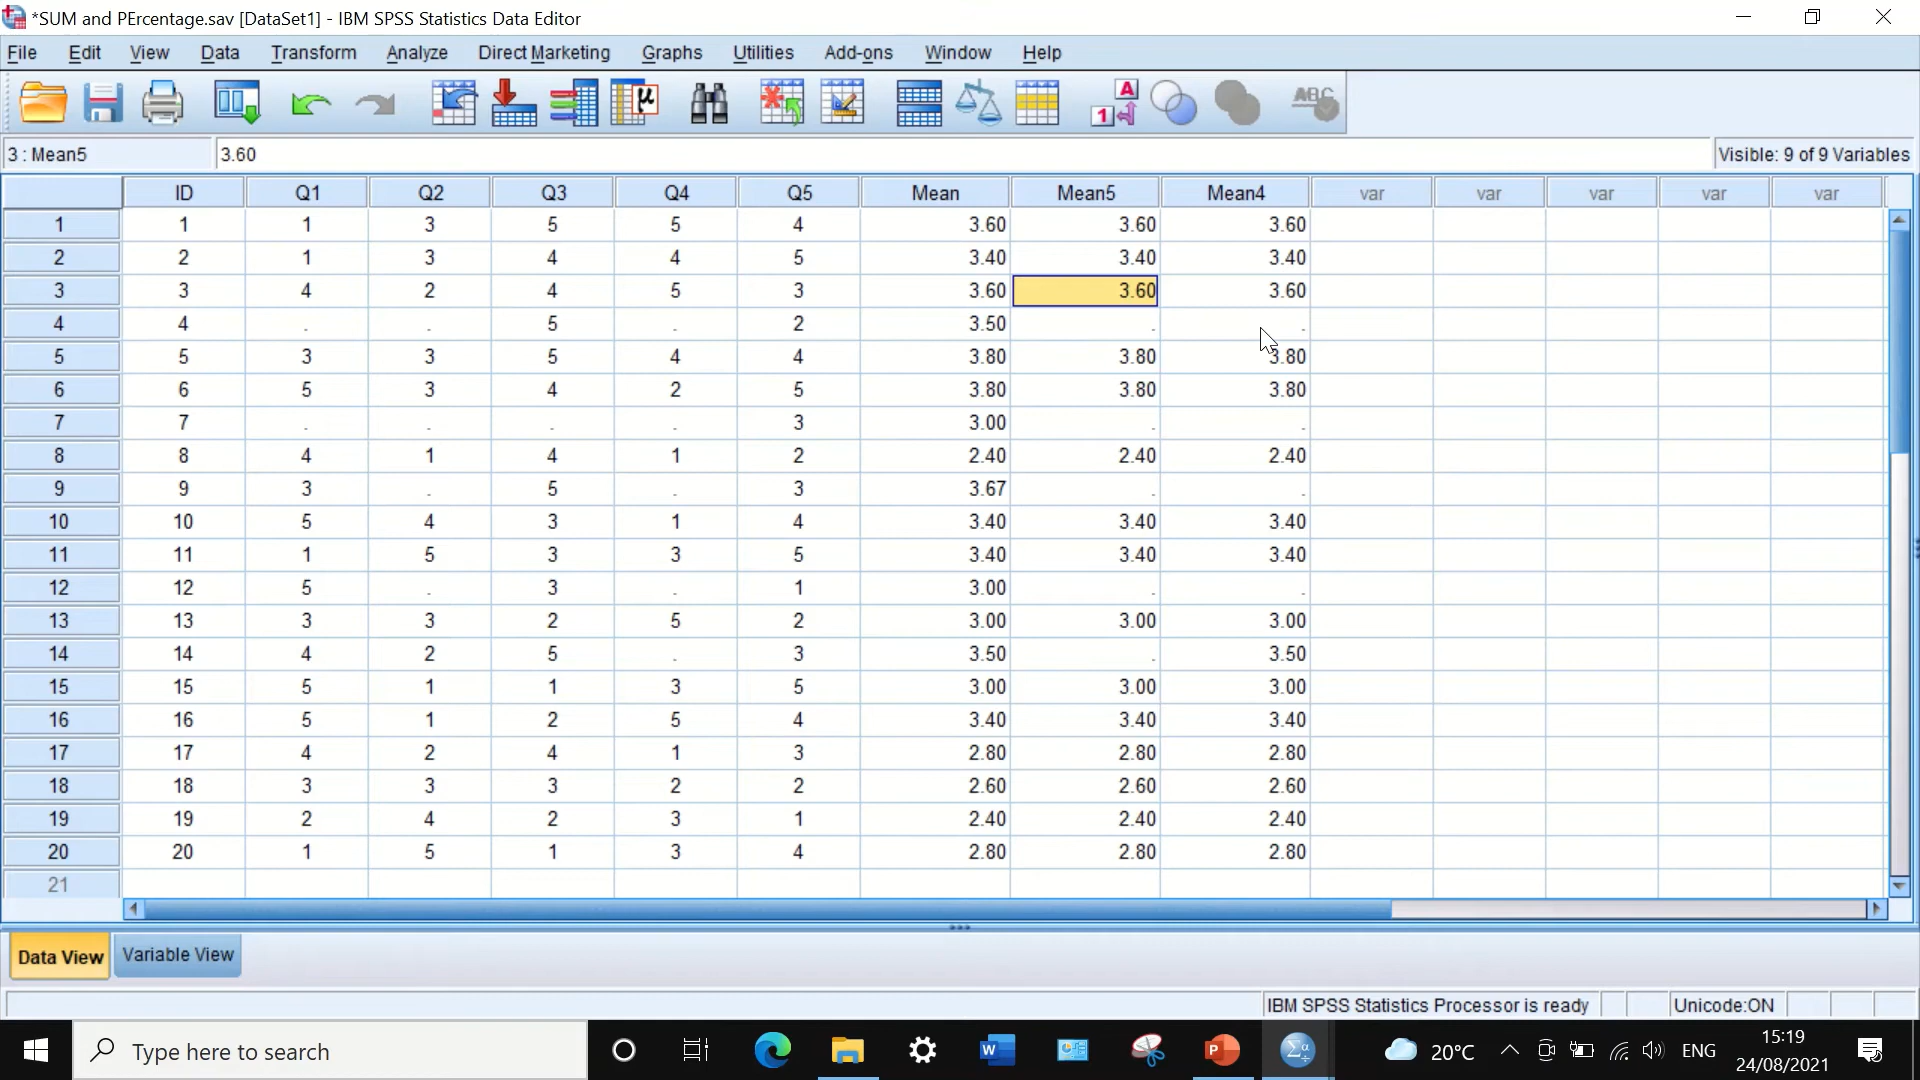 *SUM and PErcentage.sav [DataSet1] - IBM SPSS Statistics Data Editor
File Edit View Data Transform Analyze Direct Marketing Graphs Utilities Add-ons Window Help
3 : Mean5 3.60 Visible: 9 of 9 Variables
ID Q1 Q2 Q3 Q4 Q5 Mean Mean5 Mean4 var var var var var
1 1 1 3 5 5 4 3.60 3.60 3.60
2 2 1 3 4 4 5 3.40 3.40 3.40
3 3 4 2 4 5 3 3.60 3.60 3.60
4 4 . . 5 . 2 3.50 . .
5 5 3 3 5 4 4 3.80 3.80 3.80
6 6 5 3 4 2 5 3.80 3.80 3.80
7 7 . . . . 3 3.00 . .
8 8 4 1 4 1 2 2.40 2.40 2.40
9 9 3 . 5 . 3 3.67 . .
10 10 5 4 3 1 4 3.40 3.40 3.40
11 11 1 5 3 3 5 3.40 3.40 3.40
12 12 5 . 3 . 1 3.00 . .
13 13 3 3 2 5 2 3.00 3.00 3.00
14 14 4 2 5 . 3 3.50 . 3.50
15 15 5 1 1 3 5 3.00 3.00 3.00
16 16 5 1 2 5 4 3.40 3.40 3.40
17 17 4 2 4 1 3 2.80 2.80 2.80
18 18 3 3 3 2 2 2.60 2.60 2.60
19 19 2 4 2 3 1 2.40 2.40 2.40
20 20 1 5 1 3 4 2.80 2.80 2.80
21
Data View Variable View
IBM SPSS Statistics Processor is ready Unicode:ON
Type here to search 20°C ENG 15:19
24/08/2021